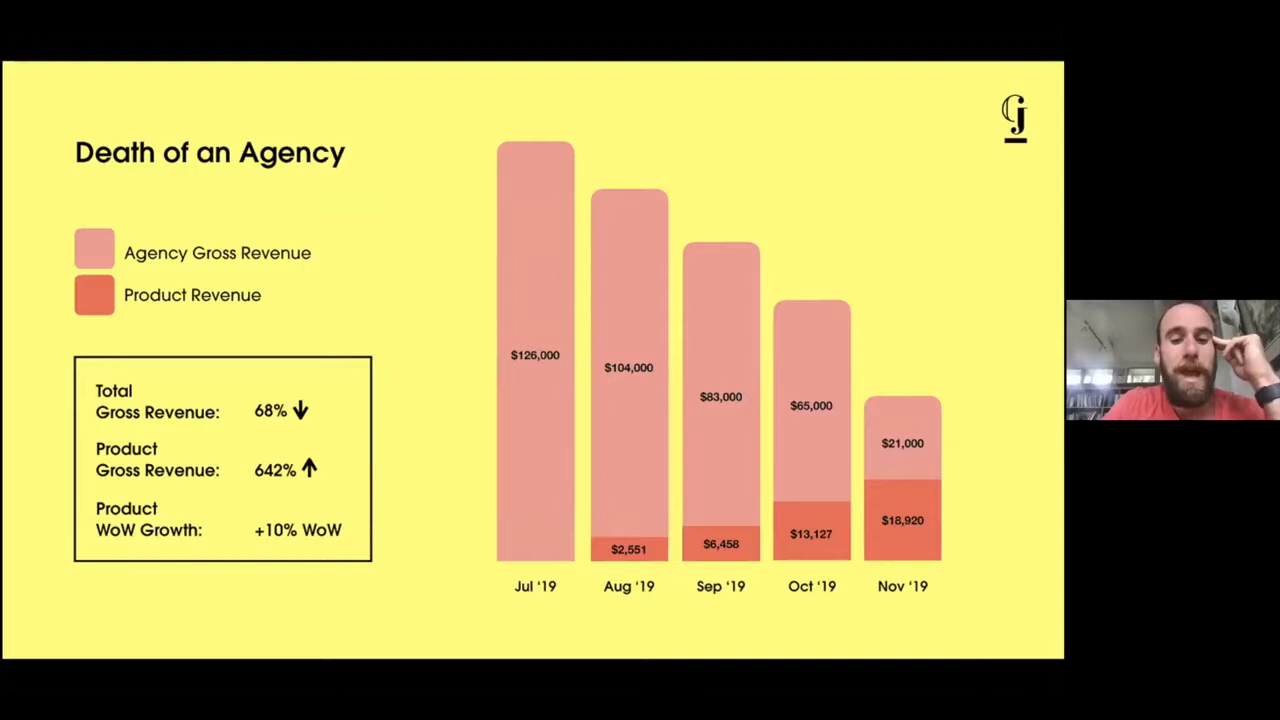 Death of an Agency
Agency Gross Revenue
Product Revenue
Total
Gross Revenue: 68%
Product
Gross Revenue: 642%
Product
WoW Growth: +10% WoW
$126,000
$104,000
$83,000
$65,000
$21,000
$2,551
$6,458
$13,127
$18,920
Jul ‘19
Aug ‘19
Sep ‘19
Oct ‘19
Nov ‘19
GJ